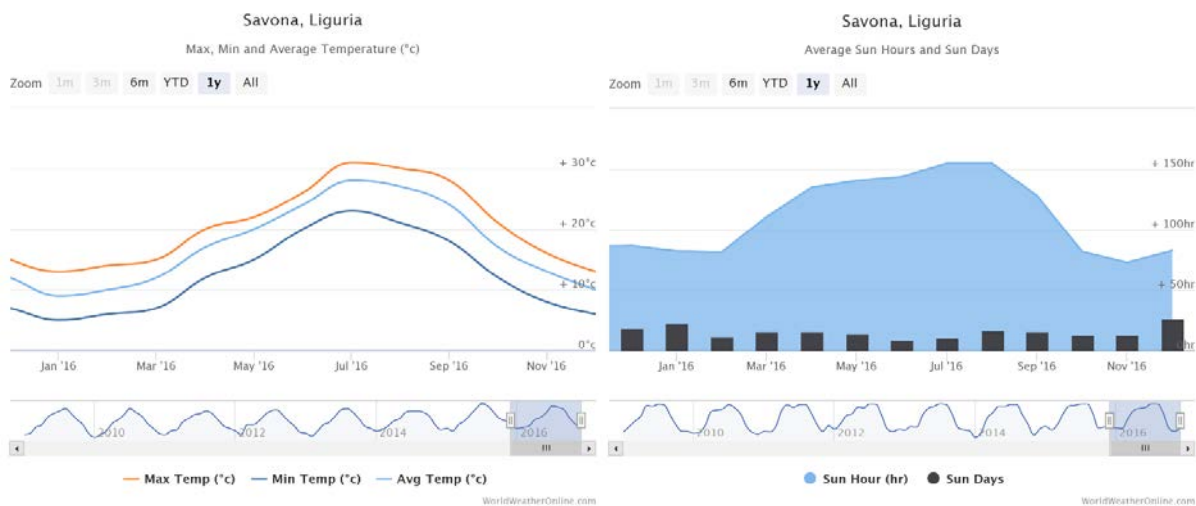 Savona, Liguria
Max, Min and Average Temperature (°c)
Zoom 1m 3m 6m YTD 1y All
+ 30°c
+ 20°c
+ 10°c
0°c
Jan '16 Mar '16 May '16 Jul '16 Sep '16 Nov '16
2010 2012 2014 2016
Max Temp (°c) Min Temp (°c) Avg Temp (°c)
WorldWeatherOnline.com
Savona, Liguria
Average Sun Hours and Sun Days
Zoom 1m 3m 6m YTD 1y All
+ 150hr
+ 100hr
+ 50hr
0hr
Jan '16 Mar '16 May '16 Jul '16 Sep '16 Nov '16
2010 2012 2014 2016
Sun Hour (hr) Sun Days
WorldWeatherOnline.com